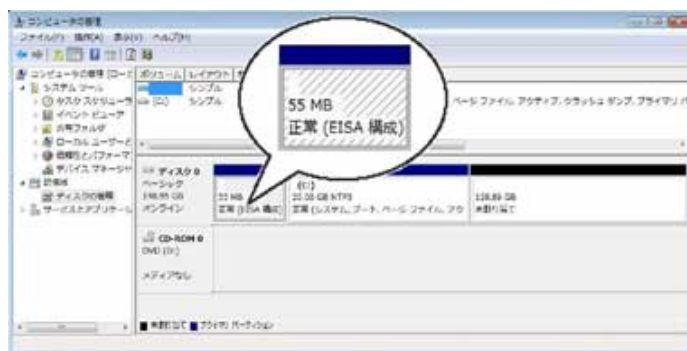 コンピュータの管理
ファイル(F) 操作(A) 表示(V) ヘルプ(H)
コンピュータの管理 (ローカ
システム ツール
タスク スケジューラ
イベント ビューア
共有フォルダ
ローカル ユーザーと
信頼性とパフォーマ
デバイス マネージャ
記憶域
ディスクの管理
サービスとアプリケーシ
ボリューム
レイアウト
シンプル
(C:)
シンプル
ページ ファイル, アクティブ, クラッシュ ダンプ, プライマリ パ
55 MB
正常 (EISA 構成)
ディスク 0
ベーシック
オンライン
55 MB
正常 (EISA 構成)
(C:)
正常 (システム, ブート, ページ ファイル, アク
未割り当て
CD-ROM 0
DVD (D:)
メディアなし
未割り当て
プライマリ パーティション